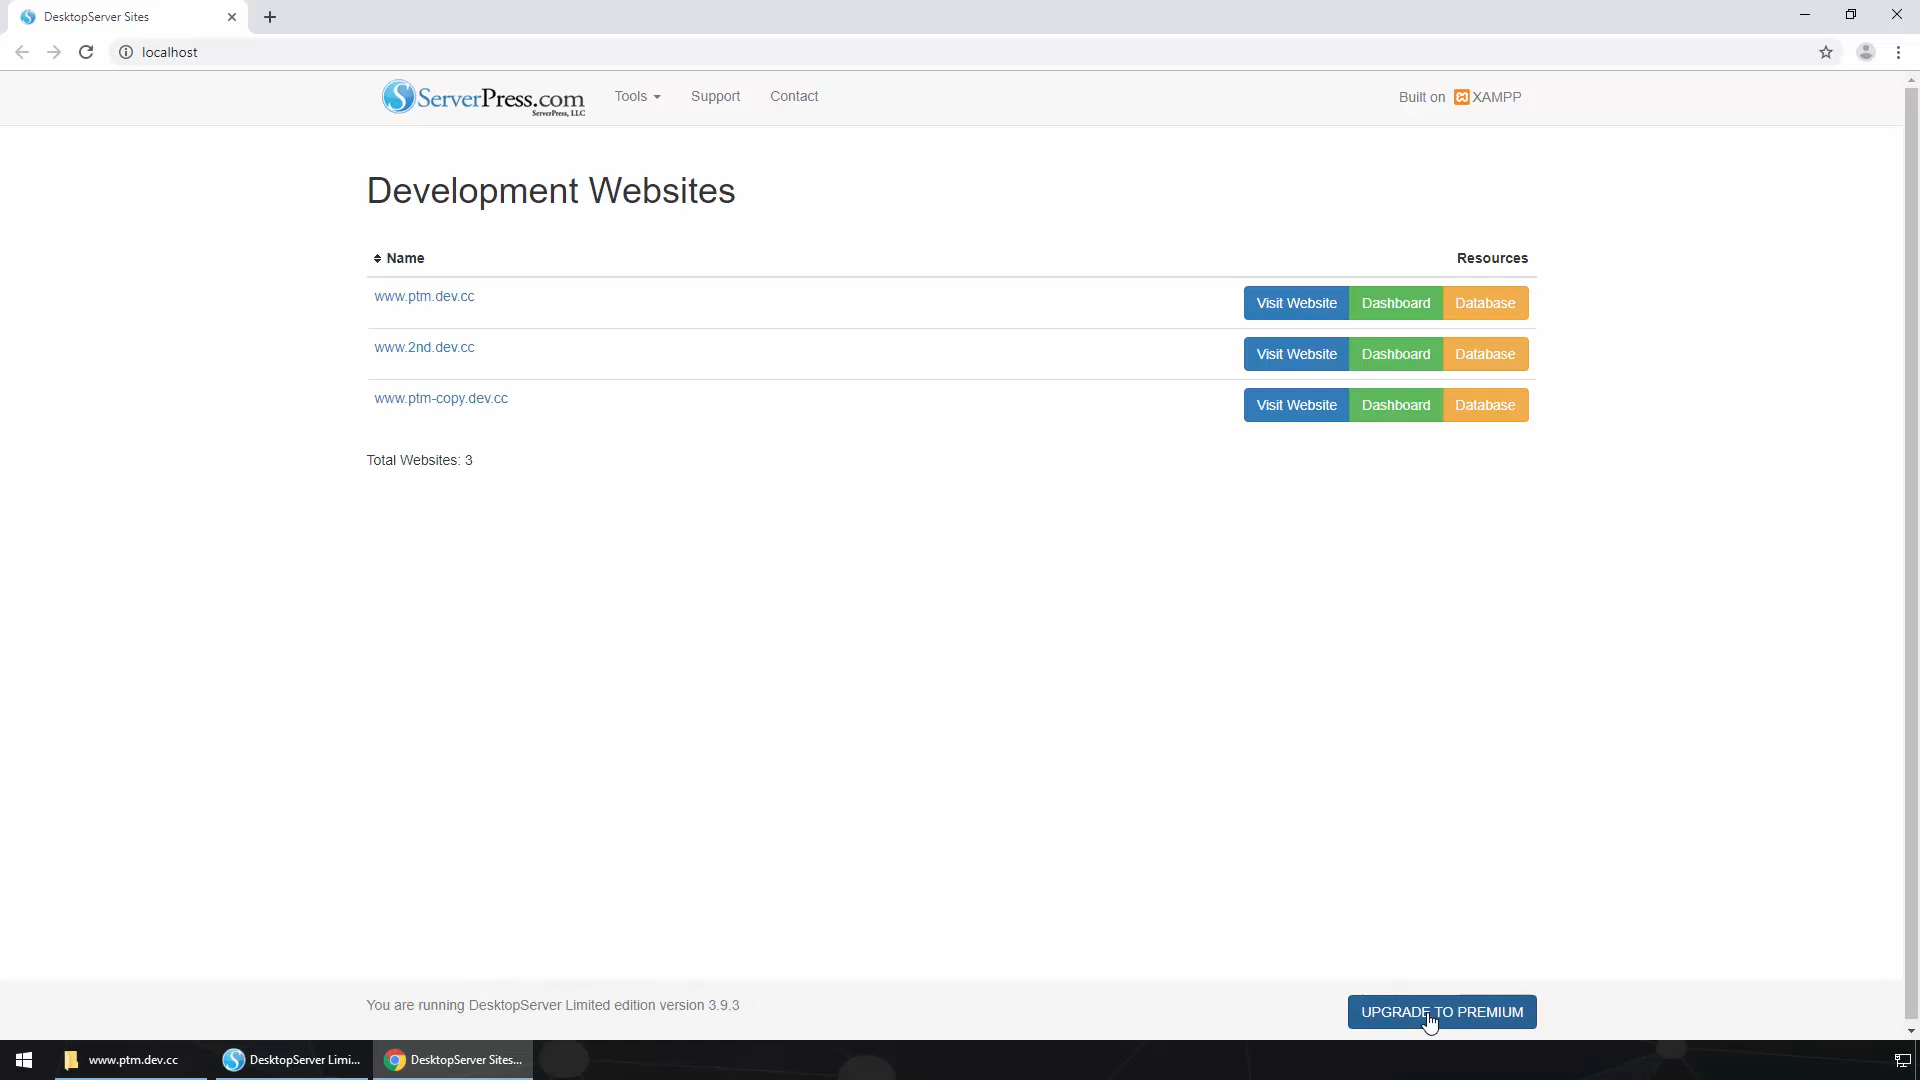 DesktopServer Sites
localhost
ServerPress.com
ServerPress, LLC
Tools
Support
Contact
Built on XAMPP
Development Websites
Name
Resources
www.ptm.dev.cc
Visit Website
Dashboard
Database
www.2nd.dev.cc
Visit Website
Dashboard
Database
www.ptm-copy.dev.cc
Visit Website
Dashboard
Database
Total Websites: 3
You are running DesktopServer Limited edition version 3.9.3
UPGRADE TO PREMIUM
www.ptm.dev.cc
DesktopServer Limi...
DesktopServer Sites...